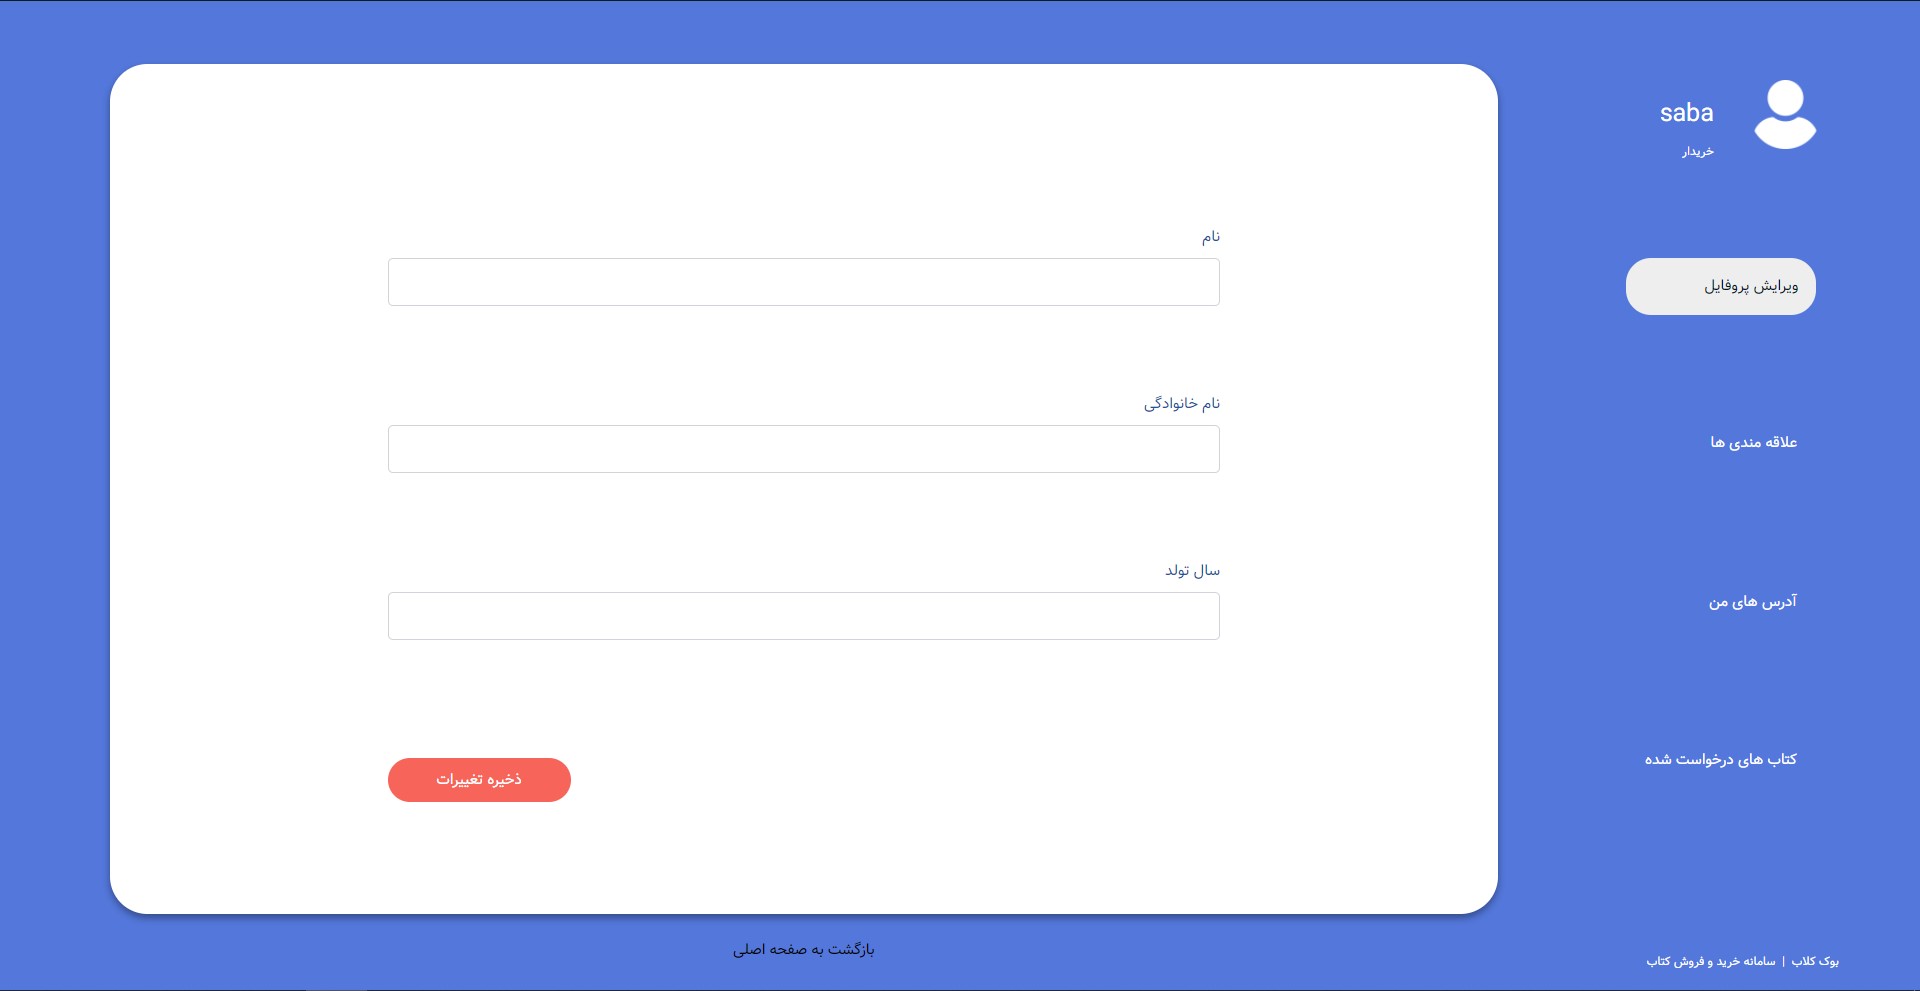 saba
خریدار
ویرایش پروفایل
علاقه مندی ها
آدرس های من
کتاب های درخواست شده
بوک کلاب | سامانه خرید و فروش کتاب
نام
نام خانوادگی
سال تولد
ذخیره تغییرات
بازگشت به صفحه اصلی